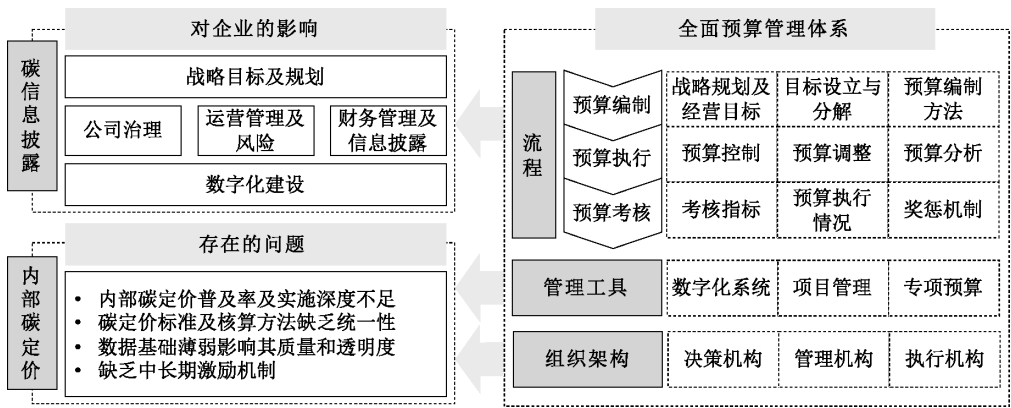 对企业的影响
碳信息披露
战略目标及规划
公司治理
运营管理及
风险
财务管理及
信息披露
数字化建设
存在的问题
内部碳定价
• 内部碳定价普及率及实施深度不足
• 碳定价标准及核算方法缺乏统一性
• 数据基础薄弱影响其质量和透明度
• 缺乏中长期激励机制
全面预算管理体系
流程
预算编制
战略规划及
经营目标
目标设立与
分解
预算编制
方法
预算执行
预算控制
预算调整
预算分析
预算考核
考核指标
预算执行
情况
奖惩机制
管理工具
数字化系统
项目管理
专项预算
组织架构
决策机构
管理机构
执行机构